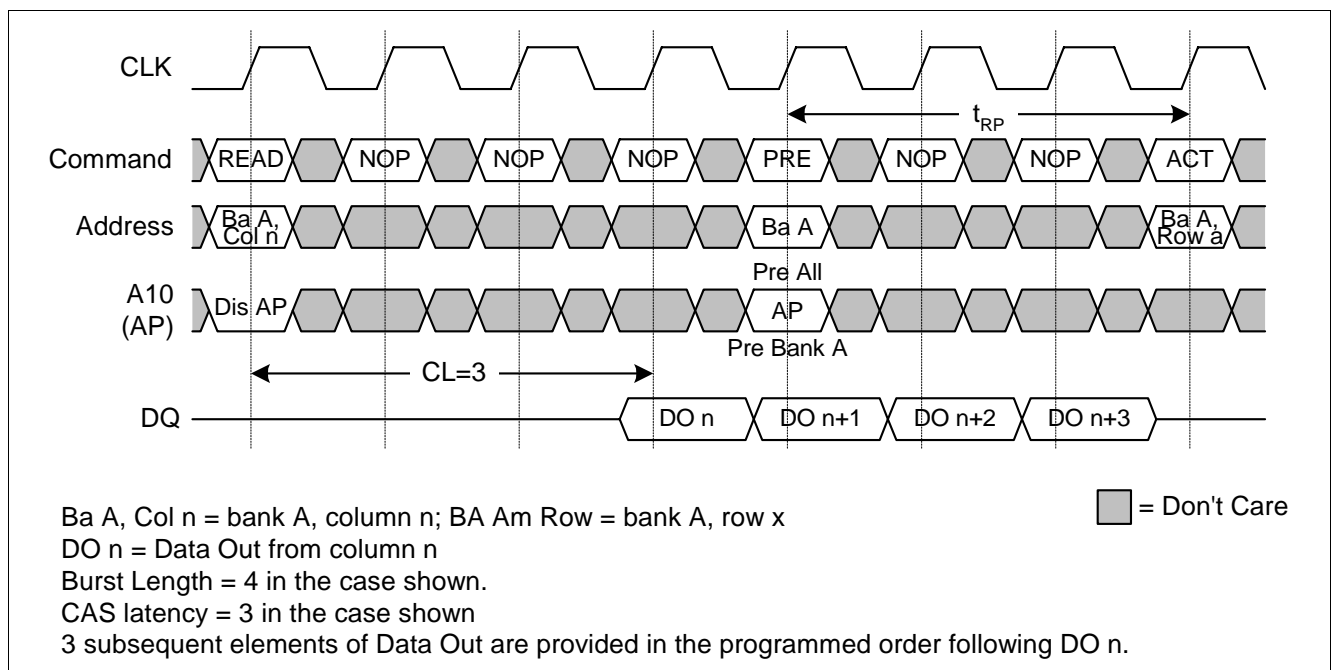 CLK
tRP
Command READ NOP NOP NOP PRE NOP NOP ACT
Address Ba A, Col n Ba A Ba A, Row a
Pre All
A10 (AP) Dis AP AP
Pre Bank A
CL=3
DQ DO n DO n+1 DO n+2 DO n+3
Ba A, Col n = bank A, column n; BA Am Row = bank A, row x
= Don't Care
DO n = Data Out from column n
Burst Length = 4 in the case shown.
CAS latency = 3 in the case shown
3 subsequent elements of Data Out are provided in the programmed order following DO n.